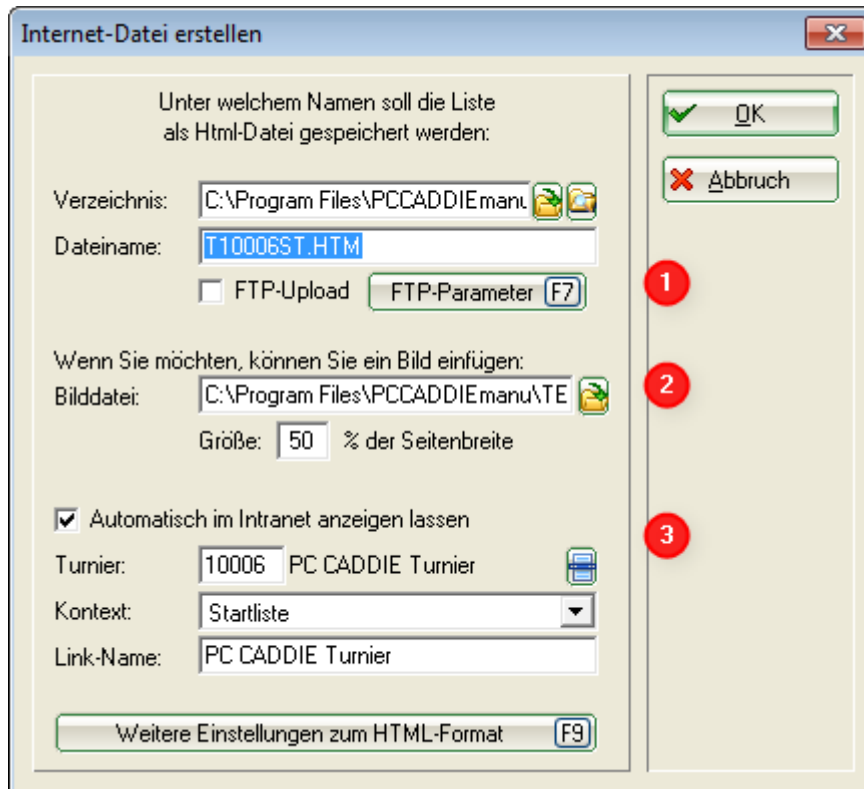 Internet-Datei erstellen
Unter welchem Namen soll die Liste
als Html-Datei gespeichert werden:
OK
Abbruch
Verzeichnis: C:\Program Files\PCCADDIEmanu
Dateiname: T10006ST.HTM
FTP-Upload FTP-Parameter F7
1
Wenn Sie möchten, können Sie ein Bild einfügen:
Bilddatei: C:\Program Files\PCCADDIEmanu\TE
2
Größe: 50 % der Seitenbreite
Automatisch im Intranet anzeigen lassen
3
Turnier: 10006 PC CADDIE Turnier
Kontext: Startliste
Link-Name: PC CADDIE Turnier
Weitere Einstellungen zum HTML-Format F9